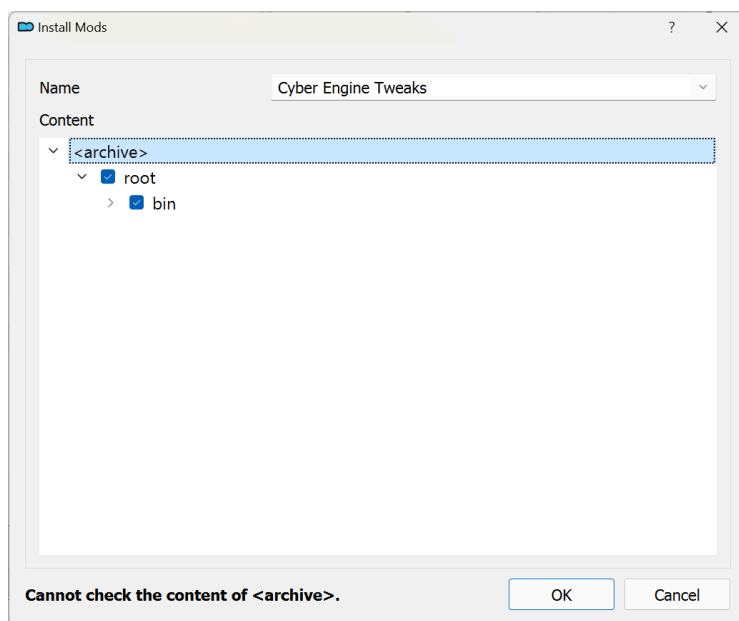 Install Mods
?
Name
Cyber Engine Tweaks
Content
<archive>
root
bin
Cannot check the content of <archive>.
OK
Cancel